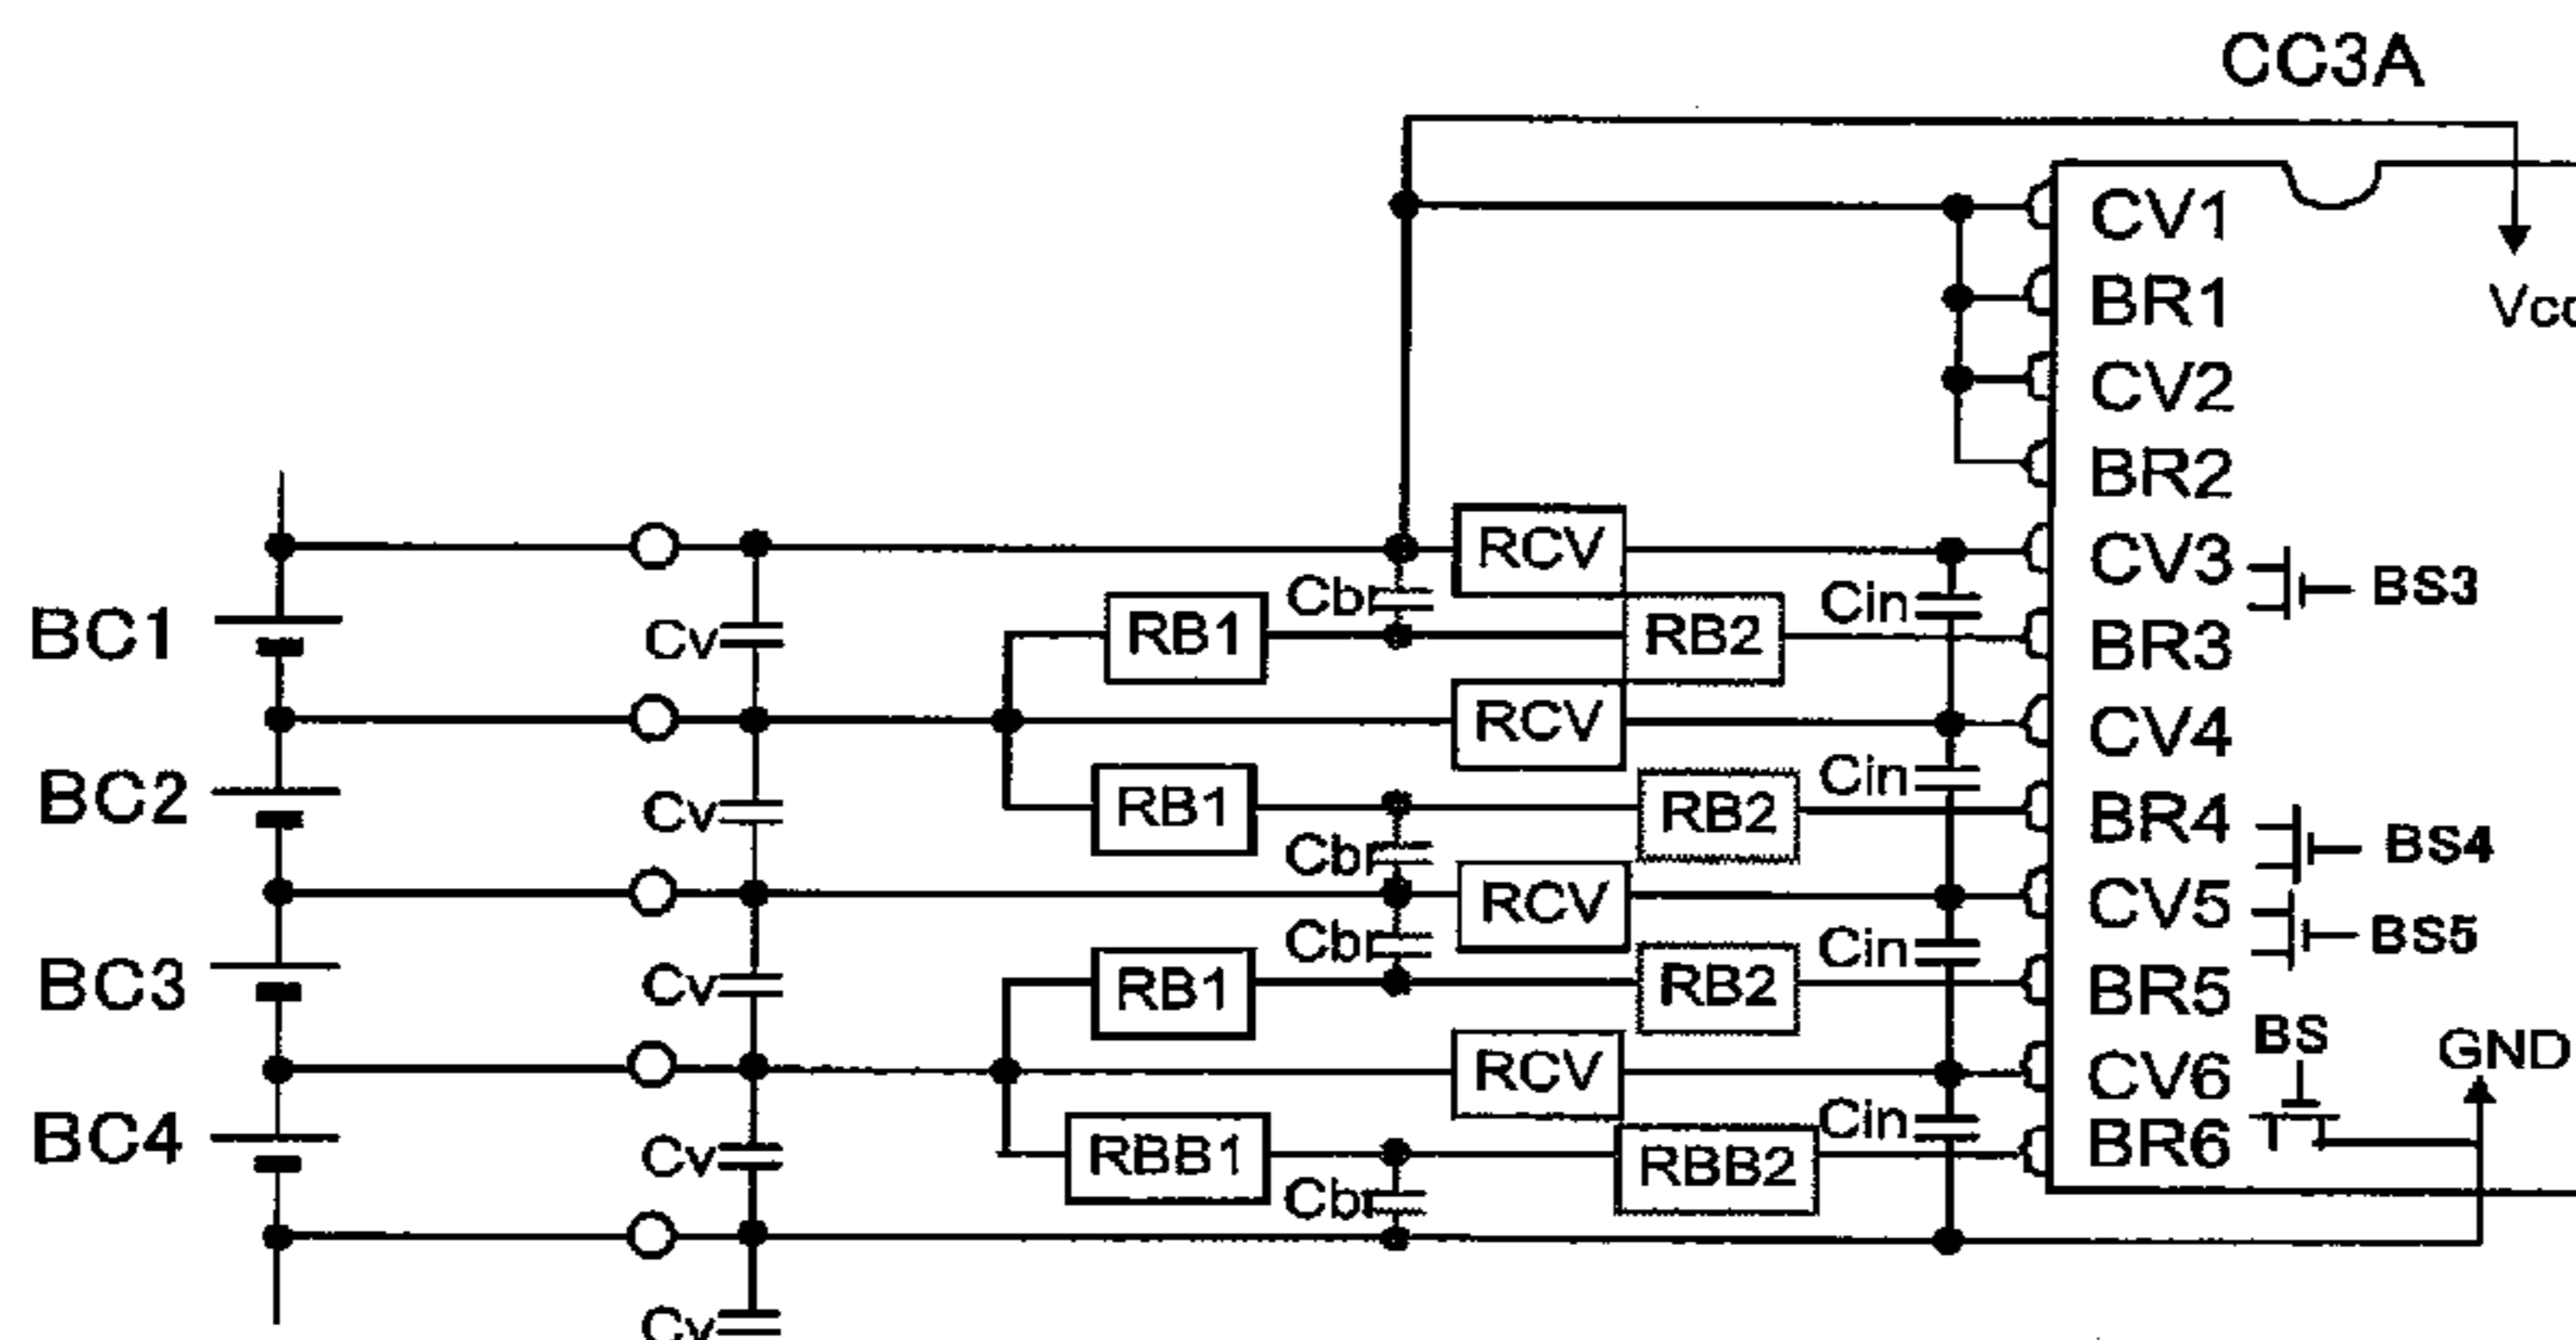 CC3A
CV1
BR1
Vcc
CV2
BR2
RCV
CV3
BS3
BC1
Cv
RB1
Cbr
RB2
Cin
BR3
RCV
CV4
BC2
Cv
RB1
Cbr
RB2
Cin
BR4
BS4
RCV
CV5
BS5
BC3
Cv
RB1
Cbr
RB2
Cin
BR5
BS
GND
RCV
CV6
BC4
Cv
RBB1
Cbr
RBB2
Cin
BR6
Cv